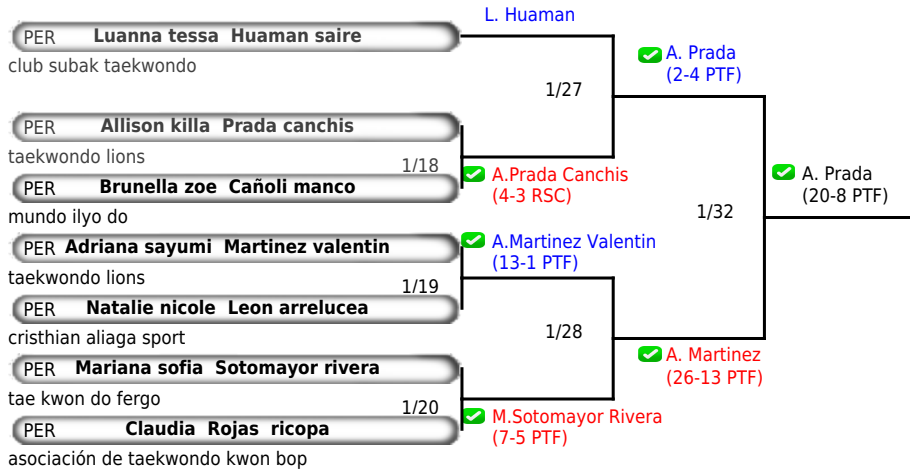 L. Huaman
PER Luanna tessa Huaman saire
club subak taekwondo
A. Prada
(2-4 PTF)
1/27
PER Allison killa Prada canchis
taekwondo lions
1/18
PER Brunella zoe Cañoli manco
mundo ilyo do
A.Prada Canchis
(4-3 RSC)
A. Prada
(20-8 PTF)
1/32
PER Adriana sayumi Martinez valentin
taekwondo lions
A.Martinez Valentin
(13-1 PTF)
1/19
PER Natalie nicole Leon arrelucea
cristhian aliaga sport
1/28
PER Mariana sofia Sotomayor rivera
tae kwon do fergo
A. Martinez
(26-13 PTF)
1/20
PER Claudia Rojas ricopa
asociación de taekwondo kwon bop
M.Sotomayor Rivera
(7-5 PTF)